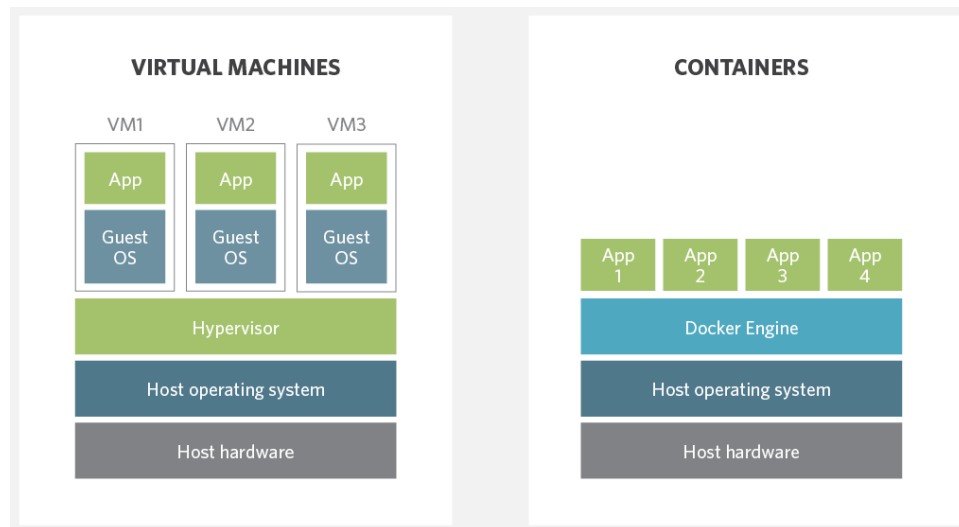 VIRTUAL MACHINES
VM1
VM2
VM3
App
App
App
Guest
OS
Guest
OS
Guest
OS
Hypervisor
Host operating system
Host hardware
CONTAINERS
App
1
App
2
App
3
App
4
Docker Engine
Host operating system
Host hardware